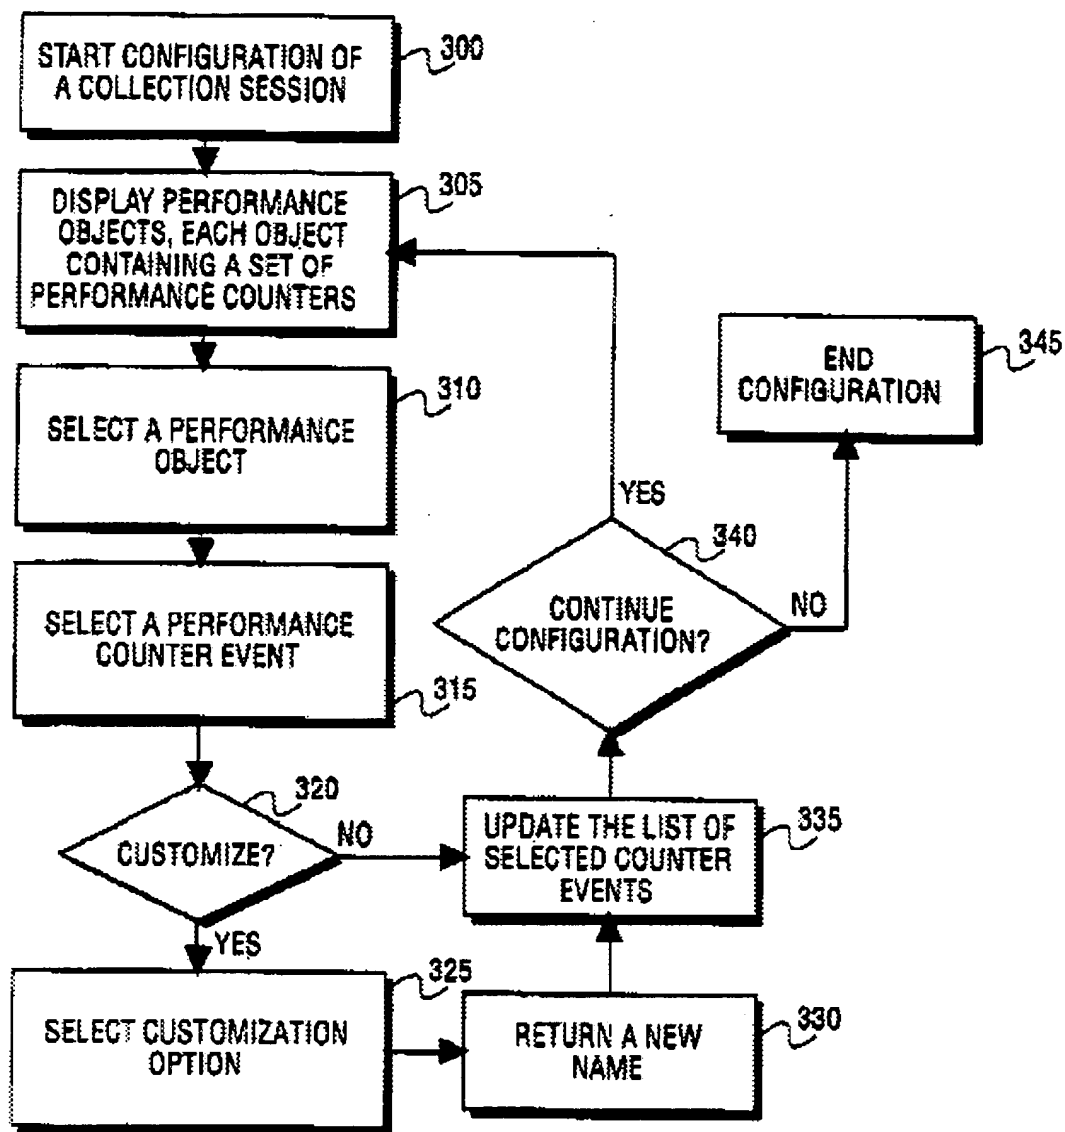 START CONFIGURATION OF
A COLLECTION SESSION
300
DISPLAY PERFORMANCE
OBJECTS, EACH OBJECT
CONTAINING A SET OF
PERFORMANCE COUNTERS
305
SELECT A PERFORMANCE
OBJECT
310
SELECT A PERFORMANCE
COUNTER EVENT
315
CUSTOMIZE?
320
NO
YES
SELECT CUSTOMIZATION
OPTION
325
RETURN A NEW
NAME
330
UPDATE THE LIST OF
SELECTED COUNTER
EVENTS
335
CONTINUE
CONFIGURATION?
340
YES
NO
END
CONFIGURATION
345